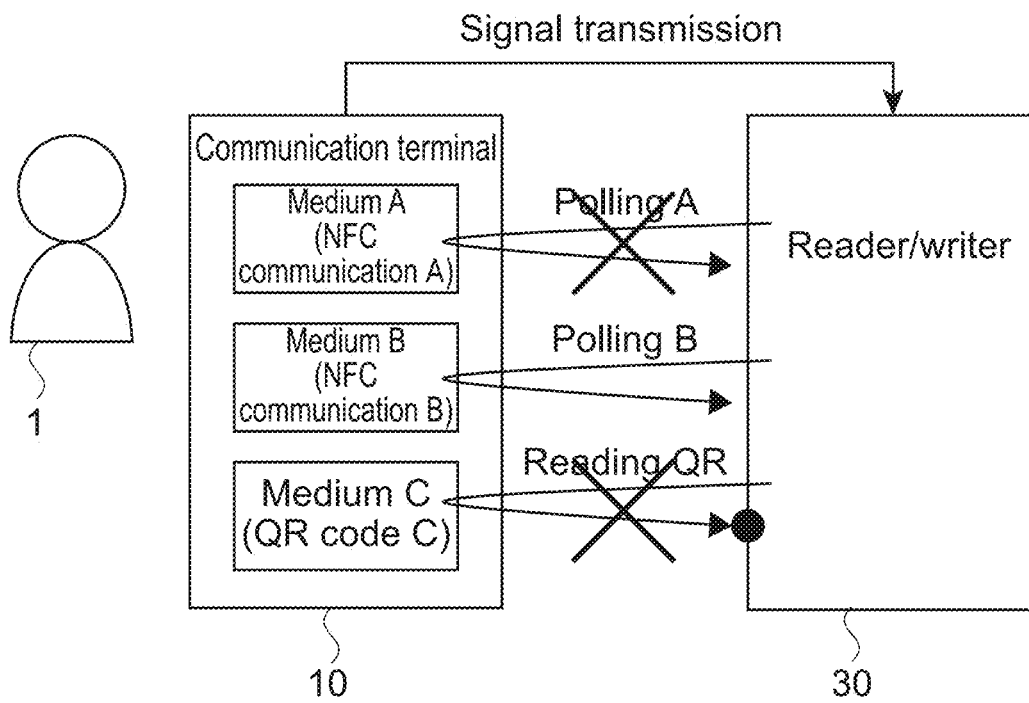 Signal transmission
Communication terminal
Medium A
(NFC
communication A)
Polling A
Reader/writer
Medium B
(NFC
communication B)
Polling B
Medium C
(QR code C)
Reading QR
1
10
30